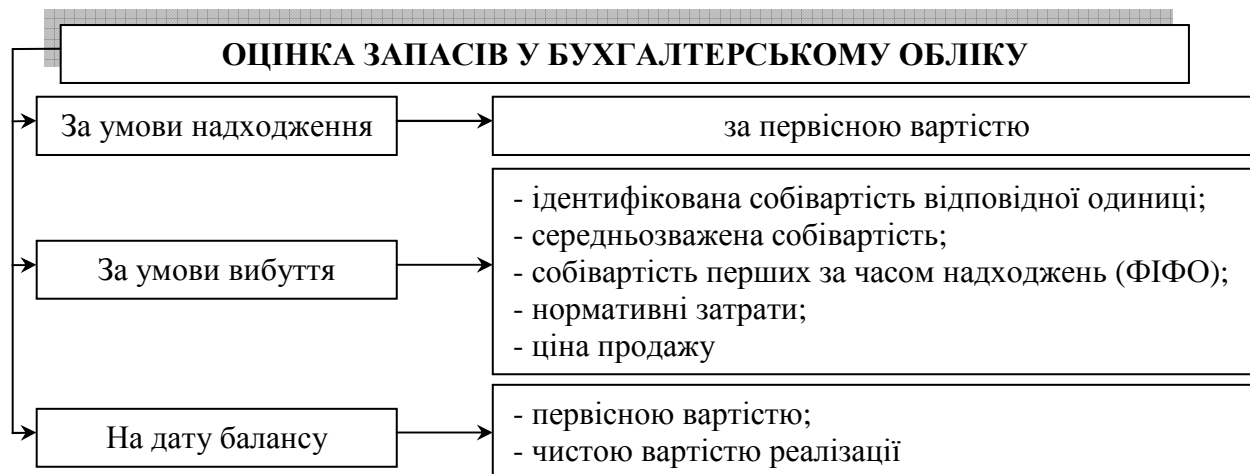 ОЦІНКА ЗАПАСІВ У БУХГАЛТЕРСЬКОМУ ОБЛІКУ
За умови надходження
за первісною вартістю
За умови вибуття
- ідентифікована собівартість відповідної одиниці;
- середньозважена собівартість;
- собівартість перших за часом надходжень (ФІФО);
- нормативні затрати;
- ціна продажу
На дату балансу
- первісною вартістю;
- чистою вартістю реалізації